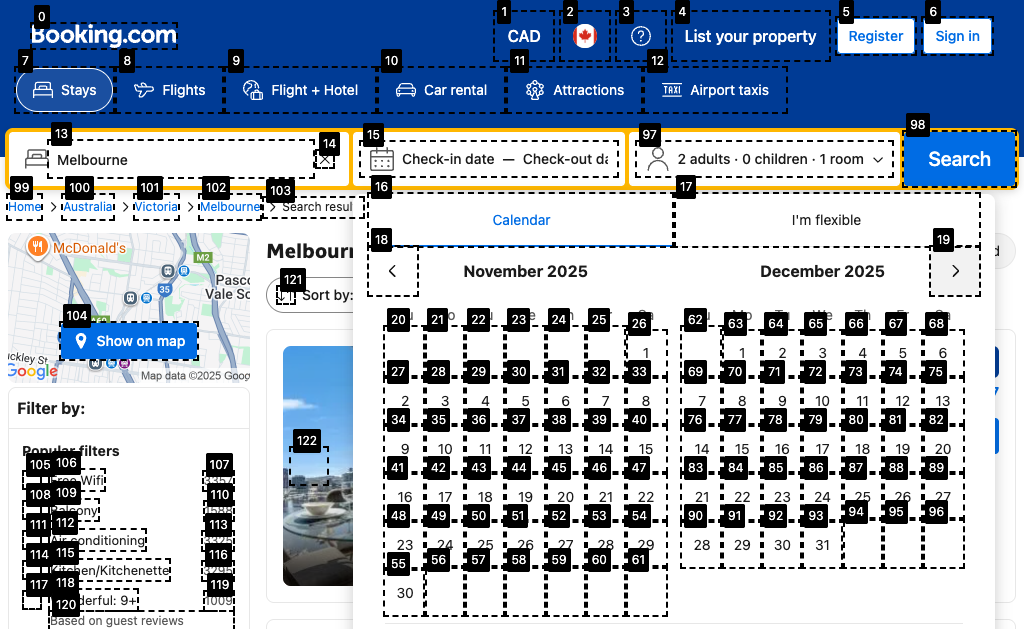 0
Booking.com
1
CAD
2
3
4
List your property
5
Register
6
Sign in
7
Stays
8
Flights
9
Flight + Hotel
10
Car rental
11
Attractions
12
Airport taxis
13
Melbourne
14
15
Check-in date — Check-out da
97
2 adults · 0 children · 1 room
98
Search
99 100 101 102 103
Home > Australia > Victoria > Melbourne > Search resul
16
Calendar
17
I'm flexible
18
19
November 2025
December 2025
McDonald's
M2
35
Pasco
Vale So
104
Show on map
Google
Map data ©2025 Goog
Melbourn
121
Sort by:
122
20 21 22 23 24 25 26
1
27 28 29 30 31 32 33
2 3 4 5 6 7 8
34 35 36 37 38 39 40
9 10 11 12 13 14 15
41 42 43 44 45 46 47
16 17 18 19 20 21 22
48 49 50 51 52 53 54
23 24 25 26 27 28 29
55 56 57 58 59 60 61
30
62 63 64 65 66 67 68
1 2 3 4 5 6
69 70 71 72 73 74 75
7 8 9 10 11 12 13
76 77 78 79 80 81 82
14 15 16 17 18 19 20
83 84 85 86 87 88 89
21 22 23 24 25 26 27
90 91 92 93 94 95 96
28 29 30 31
Filter by:
Popular filters
105 106 107
Free Wifi 3357
108 109 110
Balcony 1588
111 112 113
Air conditioning 3325
114 115 116
Kitchen/Kitchenette 3295
117 118 119
derful: 9+ 1009
120
Based on guest reviews